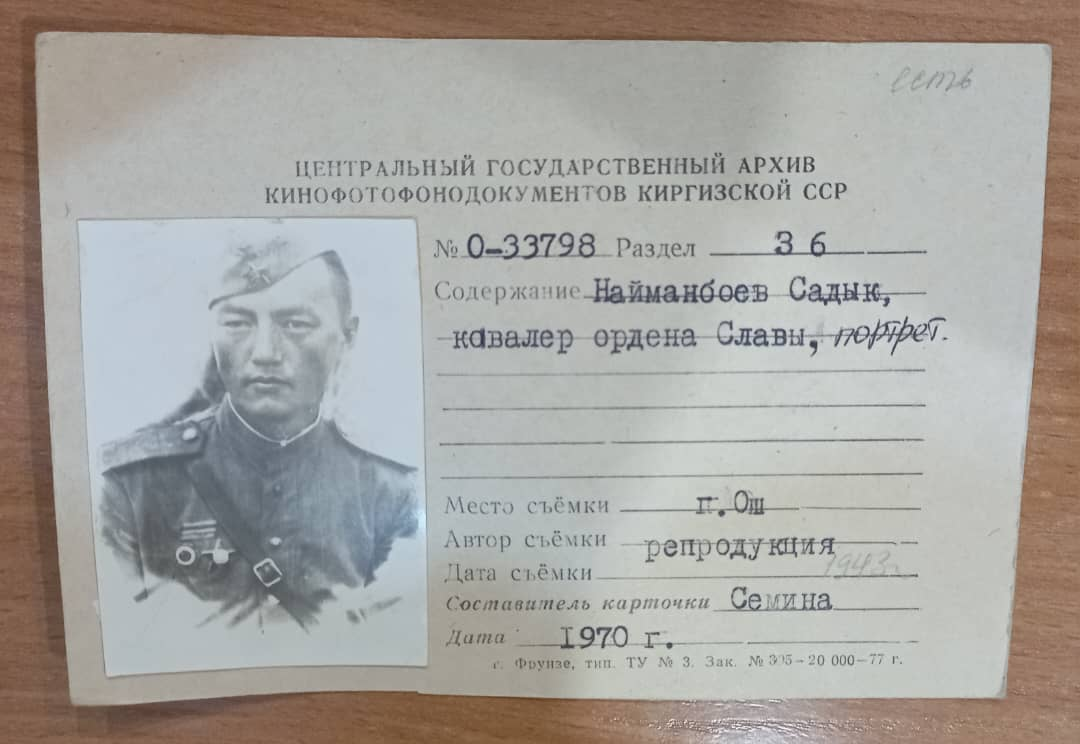 есть
ЦЕНТРАЛЬНЫЙ ГОСУДАРСТВЕННЫЙ АРХИВ
КИНОФОТОФОНОДОКУМЕНТОВ КИРГИЗСКОЙ ССР
№ 0-33798 Раздел 3 6
Содержание Найманбоев Садык,
кавалер ордена Славы, портрет.
Место съёмки г. Ош
Автор съёмки репродукция
Дата съёмки 1943 г.
Составитель карточки Семина
Дата 1970 г.
г. Фрунзе, тип. ТУ № 3. Зак. № 305—20 000—77 г.